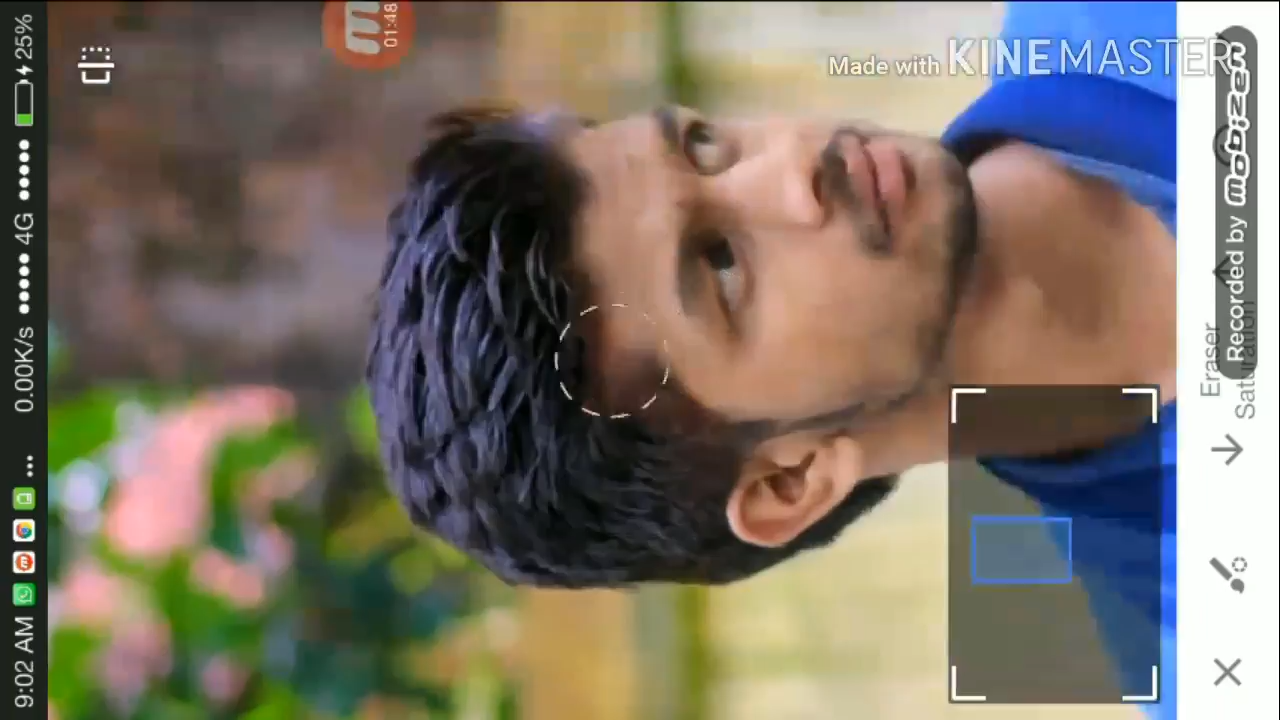 9:02 AM ... 0.00K/s 4G 25%
01:48
Made with KINEMASTER
Recorded by mobizen
Eraser
Saturation